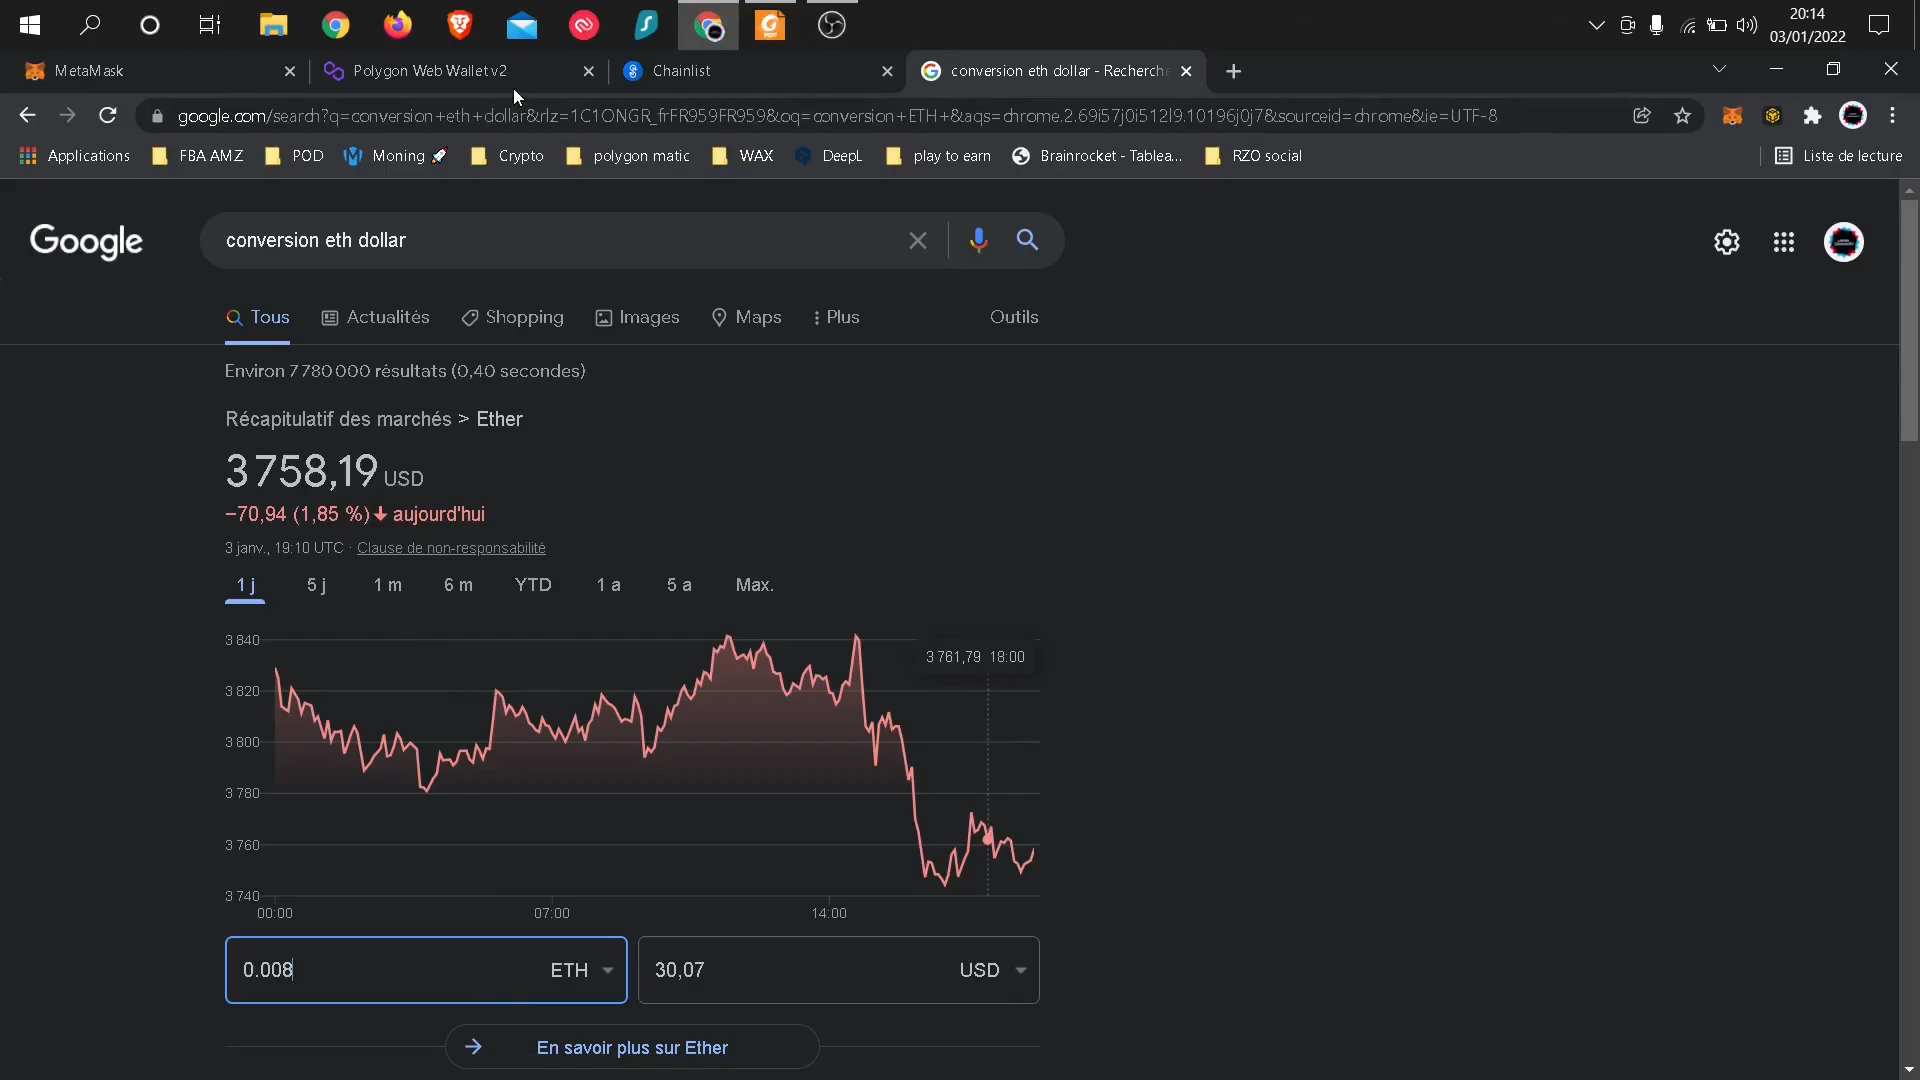 20:14
03/01/2022
MetaMask
Polygon Web Wallet v2
Chainlist
conversion eth dollar - Recherche
google.com/search?q=conversion+eth+dollar&rlz=1C1ONGR_frFR959FR959&oq=conversion+ETH+&aqs=chrome.2.69i57j0i512l9.10196j0j7&sourceid=chrome&ie=UTF-8
Applications FBA AMZ POD Moning Crypto polygon matic WAX DeepL play to earn Brainrocket - Tablea... RZO social Liste de lecture
Google
conversion eth dollar
Tous Actualités Shopping Images Maps Plus Outils
Environ 7 780 000 résultats (0,40 secondes)
Récapitulatif des marchés > Ether
3 758,19 USD
−70,94 (1,85 %) aujourd'hui
3 janv., 19:10 UTC · Clause de non-responsabilité
1 j 5 j 1 m 6 m YTD 1 a 5 a Max.
3 840
3 761,79 18:00
3 820
3 800
3 780
3 760
3 740
00:00 07:00 14:00
0.008 ETH 30,07 USD
En savoir plus sur Ether